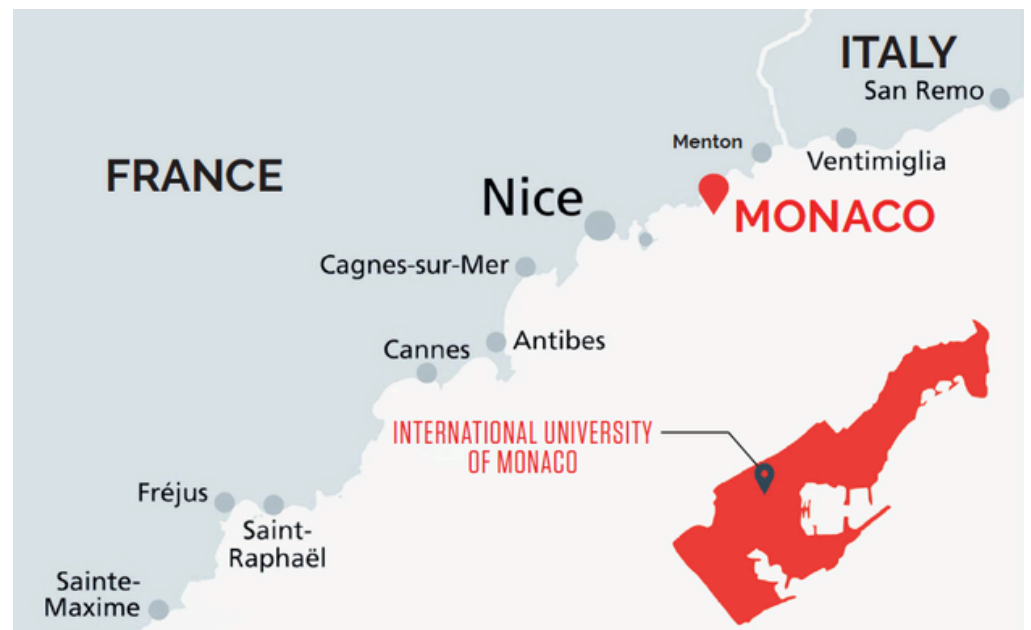 ITALY
San Remo
Menton
Ventimiglia
FRANCE
Nice
MONACO
Cagnes-sur-Mer
Antibes
Cannes
INTERNATIONAL UNIVERSITY
OF MONACO
Fréjus
Saint-
Raphaël
Sainte-
Maxime